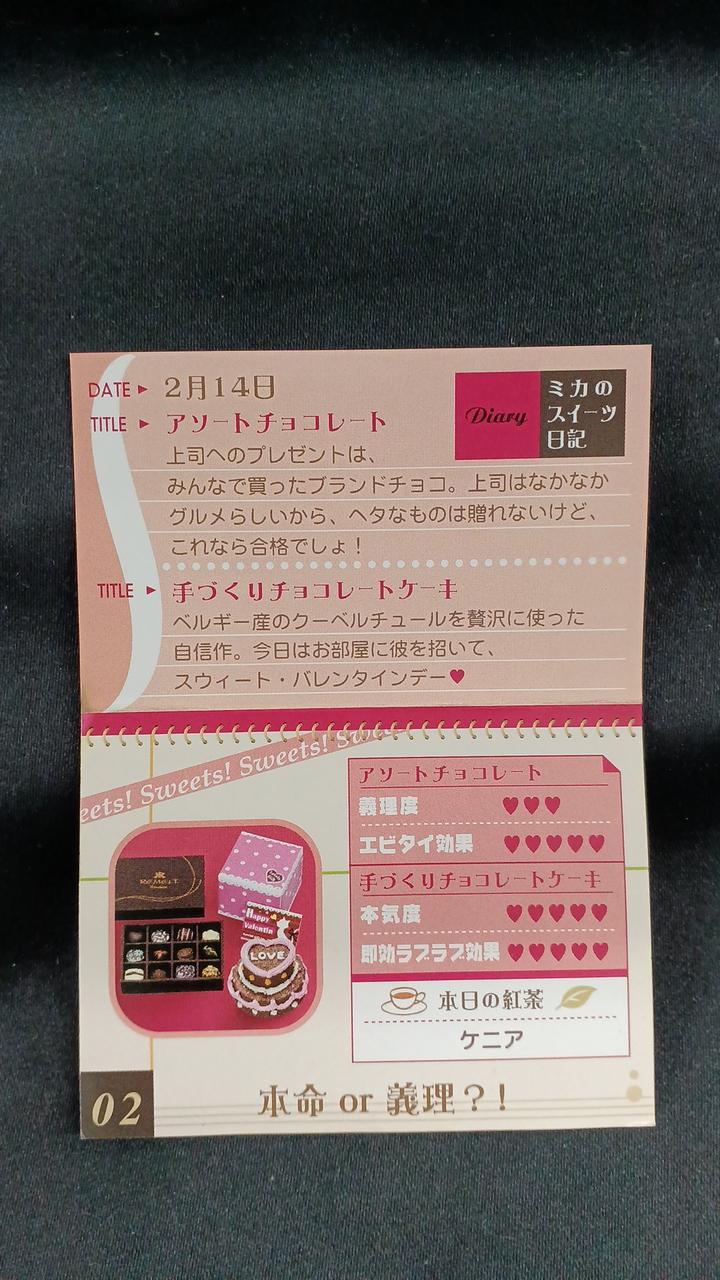 DATE ▶ 2月14日
Diary
ミカの
スイーツ
日記
TITLE ▶ アソートチョコレート
上司へのプレゼントは、
みんなで買ったブランドチョコ。上司はなかなか
グルメらしいから、ヘタなものは贈れないけど、
これなら合格でしょ！
TITLE ▶ 手づくりチョコレートケーキ
ベルギー産のクーベルチュールを贅沢に使った
自信作。今日はお部屋に彼を招いて、
スウィート・バレンタインデー♥
eets! Sweets! Sweets! Swe
アソートチョコレート
義理度 ♥♥♥
エビタイ効果 ♥♥♥♥♥
手づくりチョコレートケーキ
本気度 ♥♥♥♥♥
即効ラブラブ効果 ♥♥♥♥♥
本日の紅茶
ケニア
Happy
Valentin
LOVE
02
本命 or 義理？！